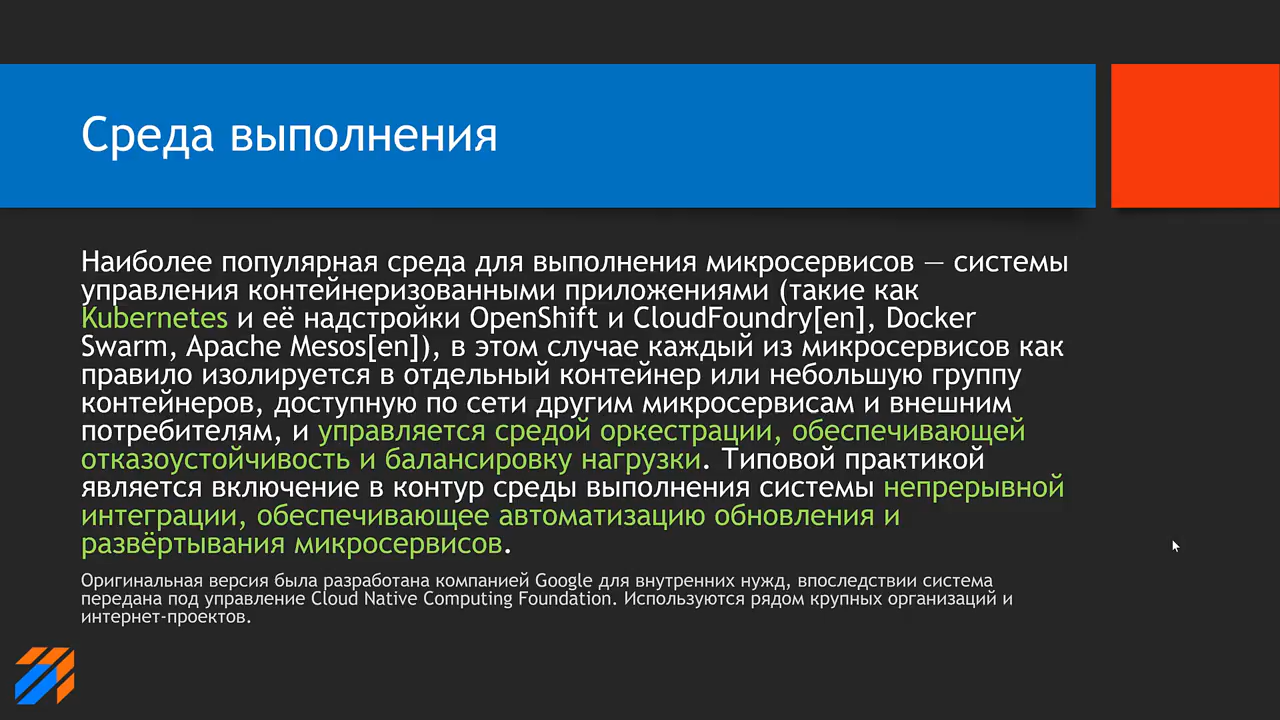 Среда выполнения
Наиболее популярная среда для выполнения микросервисов — системы
управления контейнеризованными приложениями (такие как
Kubernetes и её надстройки OpenShift и CloudFoundry[en], Docker
Swarm, Apache Mesos[en]), в этом случае каждый из микросервисов как
правило изолируется в отдельный контейнер или небольшую группу
контейнеров, доступную по сети другим микросервисам и внешним
потребителям, и управляется средой оркестрации, обеспечивающей
отказоустойчивость и балансировку нагрузки. Типовой практикой
является включение в контур среды выполнения системы непрерывной
интеграции, обеспечивающее автоматизацию обновления и
развёртывания микросервисов.
Оригинальная версия была разработана компанией Google для внутренних нужд, впоследствии система
передана под управление Cloud Native Computing Foundation. Используются рядом крупных организаций и
интернет-проектов.